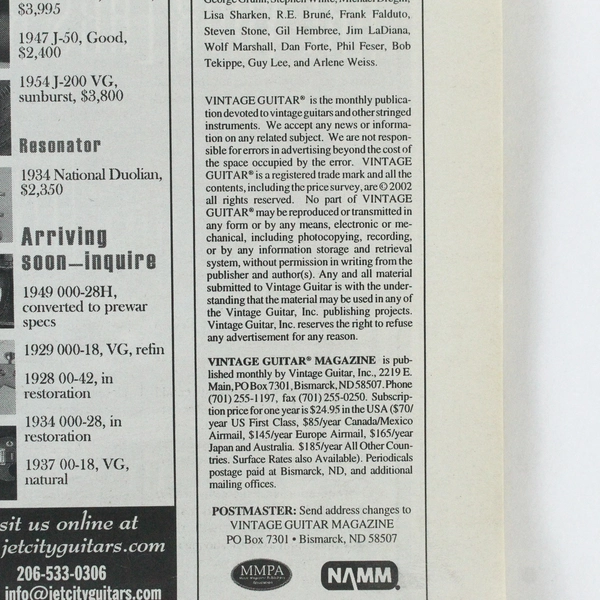 $3,995
1947 J-50, Good,
$2,400
1954 J-200 VG,
sunburst, $3,800
Resonator
1934 National Duolian,
$2,350
Arriving
soon—inquire
1949 000-28H,
converted to prewar
specs
1929 000-18, VG, refin
1928 00-42, in
restoration
1934 000-28, in
restoration
1937 00-18, VG,
natural
sit us online at
jetcityguitars.com
206-533-0306
info@jetcityguitars.com
Lisa Sharken, R.E. Bruné, Frank Falduto,
Steven Stone, Gil Hembree, Jim LaDiana,
Wolf Marshall, Dan Forte, Phil Feser, Bob
Tekippe, Guy Lee, and Arlene Weiss.
VINTAGE GUITAR® is the monthly publica-
tion devoted to vintage guitars and other stringed
instruments. We accept any news or informa-
tion on any related subject. We are not respon-
sible for errors in advertising beyond the cost of
the space occupied by the error. VINTAGE
GUITAR® is a registered trade mark and all the
contents, including the price survey, are © 2002
all rights reserved. No part of VINTAGE
GUITAR® may be reproduced or transmitted in
any form or by any means, electronic or me-
chanical, including photocopying, recording,
or by any information storage and retrieval
system, without permission in writing from the
publisher and author(s). Any and all material
submitted to Vintage Guitar is with the under-
standing that the material may be used in any of
the Vintage Guitar, Inc. publishing projects.
Vintage Guitar, Inc. reserves the right to refuse
any advertisement for any reason.
VINTAGE GUITAR® MAGAZINE is pub-
lished monthly by Vintage Guitar, Inc., 2219 E.
Main, PO Box 7301, Bismarck, ND 58507. Phone
(701) 255-1197, fax (701) 255-0250. Subscrip-
tion price for one year is $24.95 in the USA ($70/
year US First Class, $85/year Canada/Mexico
Airmail, $145/year Europe Airmail, $165/year
Japan and Australia. $185/year All Other Coun-
tries. Surface Rates also Available). Periodicals
postage paid at Bismarck, ND, and additional
mailing offices.
POSTMASTER: Send address changes to
VINTAGE GUITAR MAGAZINE
PO Box 7301 • Bismarck, ND 58507
MMPA
NAMM